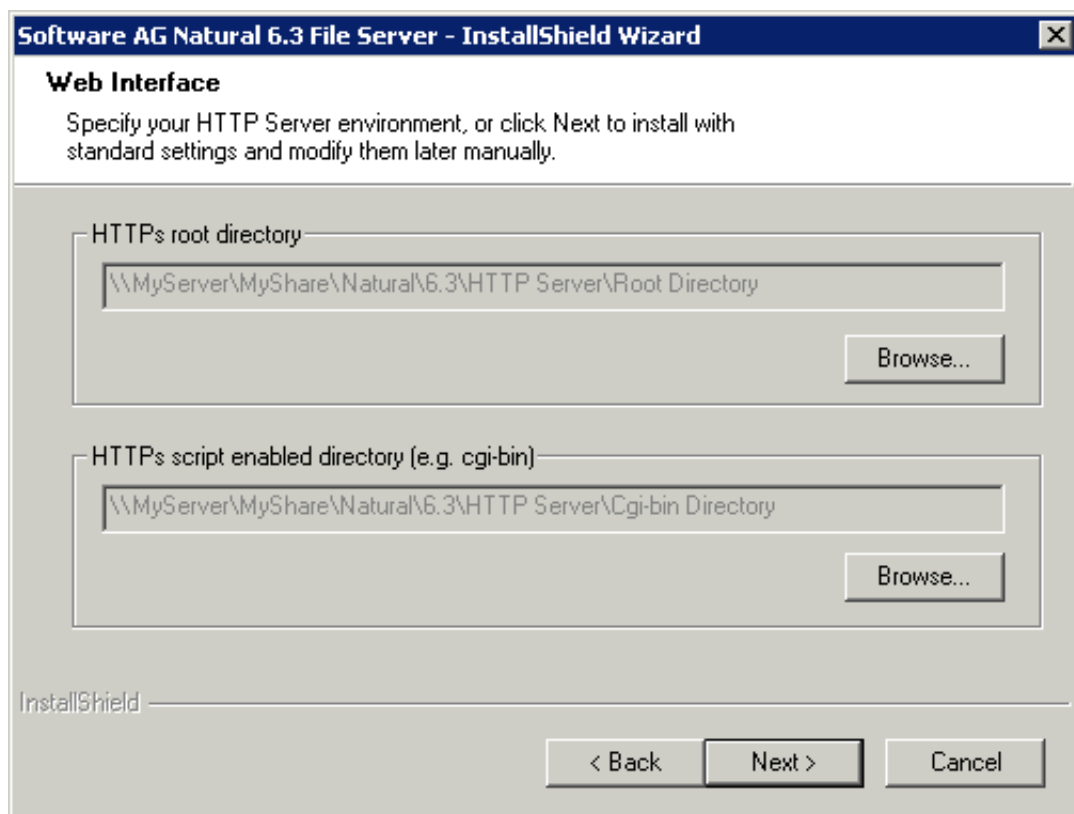 Software AG Natural 6.3 File Server - InstallShield Wizard
Web Interface
Specify your HTTP Server environment, or click Next to install with
standard settings and modify them later manually.
HTTPs root directory
\\MyServer\MyShare\Natural\6.3\HTTP Server\Root Directory
Browse...
HTTPs script enabled directory (e.g. cgi-bin)
\\MyServer\MyShare\Natural\6.3\HTTP Server\Cgi-bin Directory
Browse...
InstallShield
< Back Next > Cancel